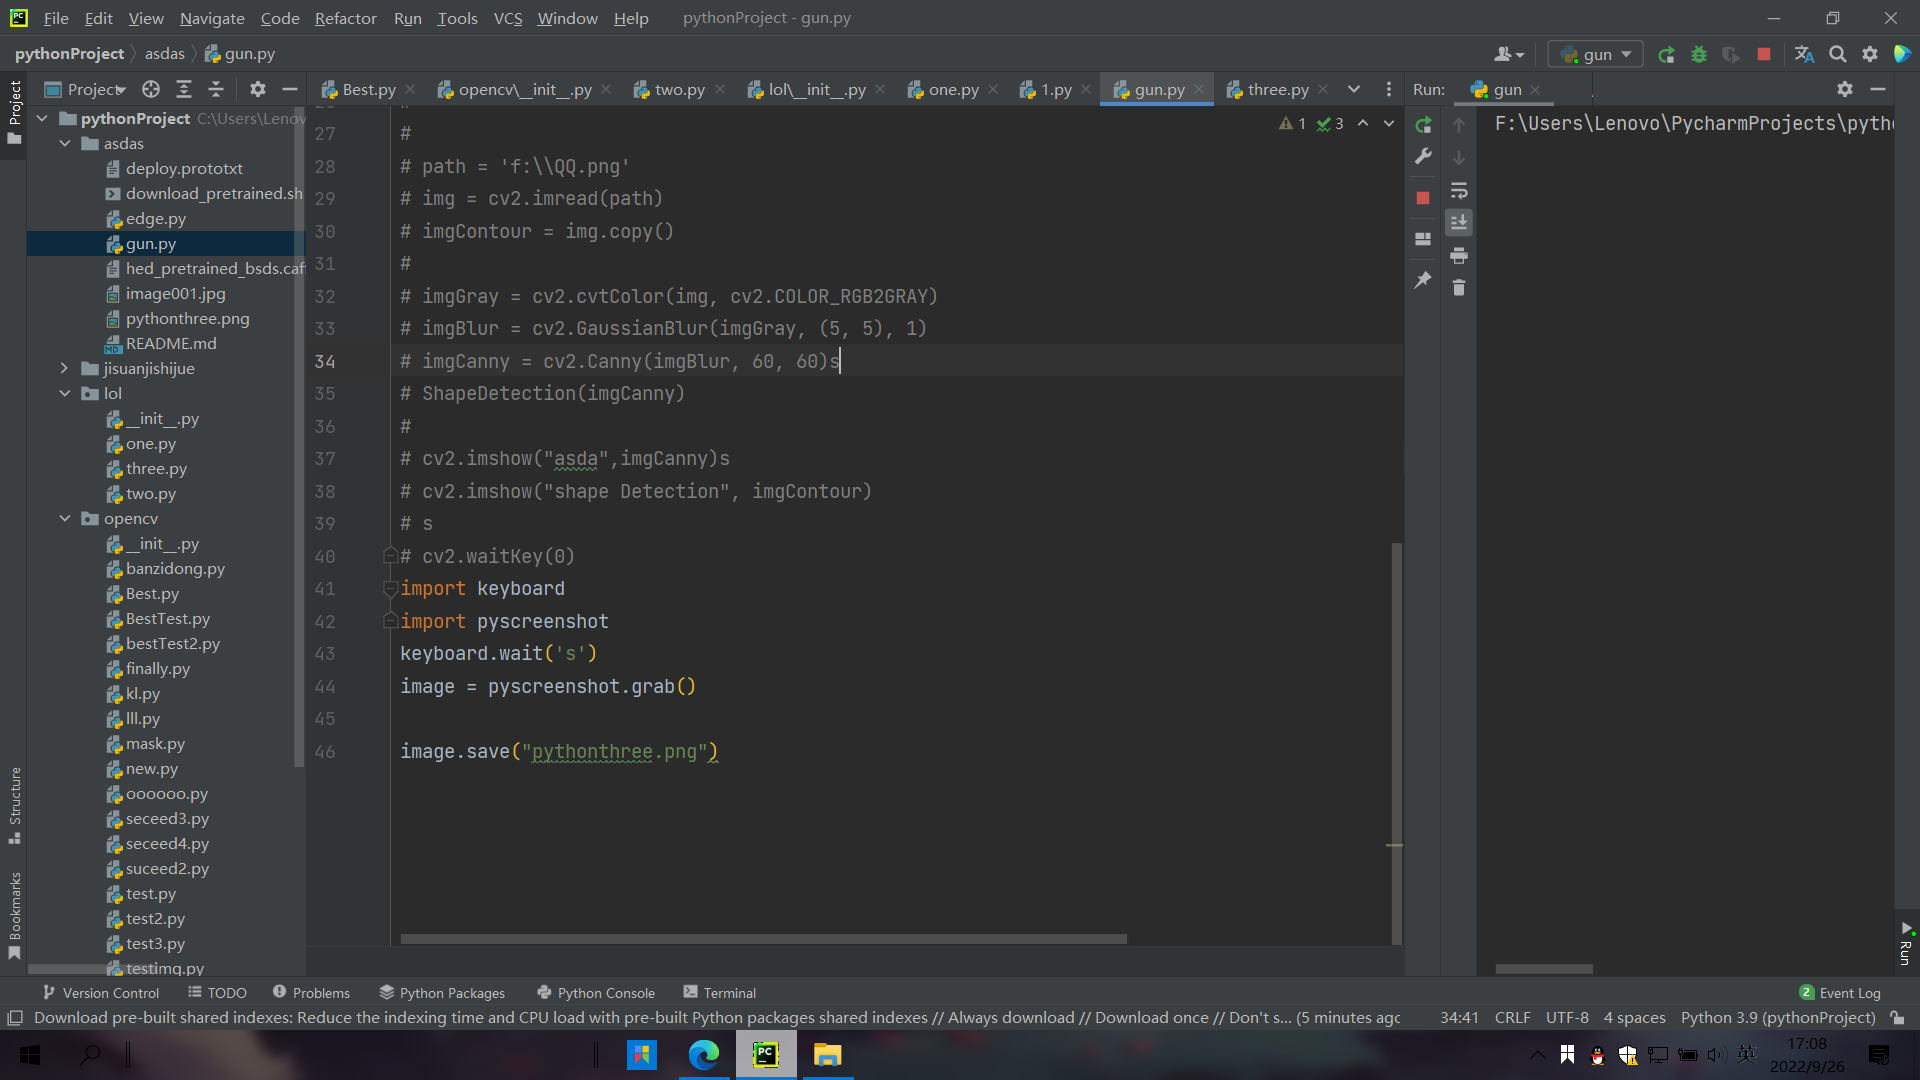 File Edit View Navigate Code Refactor Run Tools VCS Window Help pythonProject - gun.py
pythonProject asdas gun.py gun
Project Best.py opencv\__init__.py two.py lol\__init__.py one.py 1.py gun.py three.py Run: gun
Project
Structure
Bookmarks
pythonProject C:\Users\Lenov
asdas
deploy.prototxt
download_pretrained.sh
edge.py
gun.py
hed_pretrained_bsds.caf
image001.jpg
pythonthree.png
README.md
jisuanjishijue
lol
__init__.py
one.py
three.py
two.py
opencv
__init__.py
banzidong.py
Best.py
BestTest.py
bestTest2.py
finally.py
kl.py
lll.py
mask.py
new.py
oooooo.py
seceed3.py
seceed4.py
suceed2.py
test.py
test2.py
test3.py
testimg.py
1 3
27 #
28 # path = 'f:\\QQ.png'
29 # img = cv2.imread(path)
30 # imgContour = img.copy()
31 #
32 # imgGray = cv2.cvtColor(img, cv2.COLOR_RGB2GRAY)
33 # imgBlur = cv2.GaussianBlur(imgGray, (5, 5), 1)
34 # imgCanny = cv2.Canny(imgBlur, 60, 60)s
35 # ShapeDetection(imgCanny)
36 #
37 # cv2.imshow("asda",imgCanny)s
38 # cv2.imshow("shape Detection", imgContour)
39 # s
40 # cv2.waitKey(0)
41 import keyboard
42 import pyscreenshot
43 keyboard.wait('s')
44 image = pyscreenshot.grab()
45
46 image.save("pythonthree.png")
F:\Users\Lenovo\PycharmProjects\pyth
Run
Version Control TODO Problems Python Packages Python Console Terminal 2 Event Log
Download pre-built shared indexes: Reduce the indexing time and CPU load with pre-built Python packages shared indexes // Always download // Download once // Don't s... (5 minutes agc 34:41 CRLF UTF-8 4 spaces Python 3.9 (pythonProject)
英 17:08
2022/9/26